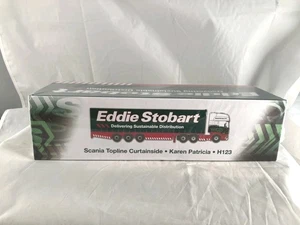 Eddie Stobart
Delivering Sustainable Distribution
Scania Topline Curtainside • Karen Patricia • H123